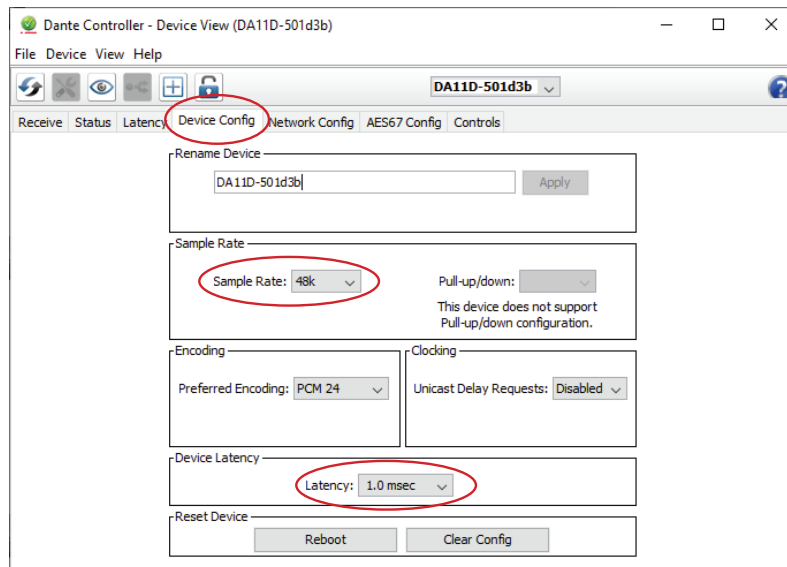 Dante Controller - Device View (DA11D-501d3b)
File Device View Help
DA11D-501d3b
?
Receive Status Latency Device Config Network Config AES67 Config Controls
Rename Device
DA11D-501d3b Apply
Sample Rate
Sample Rate: 48k Pull-up/down:
This device does not support
Pull-up/down configuration.
Encoding Clocking
Preferred Encoding: PCM 24 Unicast Delay Requests: Disabled
Device Latency
Latency: 1.0 msec
Reset Device
Reboot Clear Config